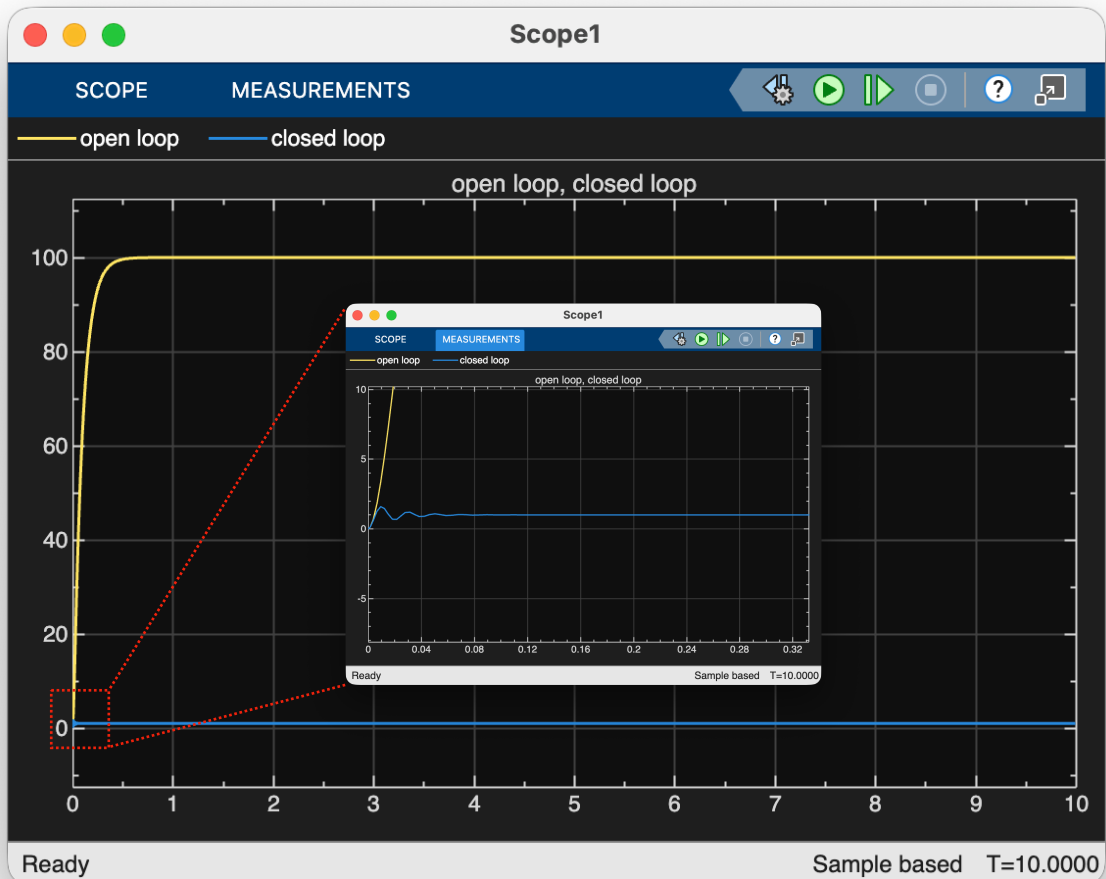 Scope1
SCOPE MEASUREMENTS ?
open loop closed loop
open loop, closed loop
100
80
60
40
20
0
0 1 2 3 4 5 6 7 8 9 10
Ready Sample based T=10.0000
Scope1
SCOPE MEASUREMENTS ?
open loop closed loop
open loop, closed loop
10
5
0
-5
0 0.04 0.08 0.12 0.16 0.2 0.24 0.28 0.32
Ready Sample based T=10.0000